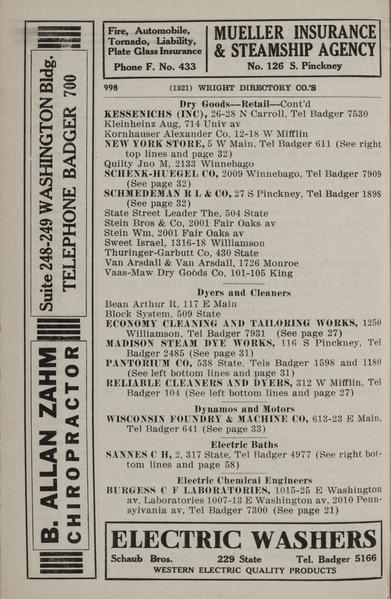 Fire, Automobile,
Tornado, Liability,
Plate Glass Insurance
Phone F. No. 433
MUELLER INSURANCE
& STEAMSHIP AGENCY
No. 126 S. Pinckney
998 (1921) WRIGHT DIRECTORY CO.'S
Dry Goods—Retail—Cont'd
KESSENICHS (INC), 26-28 N Carroll, Tel Badger 7530
Kleinheinz Aug, 714 Univ av
Kornhauser Alexander Co, 12-18 W Mifflin
NEW YORK STORE, 5 W Main, Tel Badger 611 (See right
top lines and page 32)
Quilty Jno M, 2133 Winnebago
SCHENK-HUEGEL CO, 2009 Winnebago, Tel Badger 7909
(See page 32)
SCHMEDEMAN R L & CO, 27 S Pinckney, Tel Badger 1898
(See page 32)
State Street Leader The, 504 State
Stein Bros & Co, 2001 Fair Oaks av
Stein Wm, 2001 Fair Oaks av
Sweet Israel, 1316-18 Williamson
Thuringer-Garbutt Co, 430 State
Van Arsdall & Van Arsdall, 1726 Monroe
Vaas-Maw Dry Goods Co, 101-105 King
Dyers and Cleaners
Bean Arthur R, 117 E Main
Block System, 509 State
ECONOMY CLEANING AND TAILORING WORKS, 1250
Williamson, Tel Badger 7931 (See page 27)
MADISON STEAM DYE WORKS, 116 S Pinckney, Tel
Badger 2485 (See page 31)
PANTORIUM CO, 538 State, Tels Badger 1598 and 1180
(See left bottom lines and page 31)
RELIABLE CLEANERS AND DYERS, 312 W Mifflin, Tel
Badger 104 (See left bottom lines and page 27)
Dynamos and Motors
WISCONSIN FOUNDRY & MACHINE CO, 613-23 E Main,
Tel Badger 641 (See page 33)
Electric Baths
SANNES C H, 2, 317 State, Tel Badger 4977 (See right bot-
tom lines and page 58)
Electric Chemical Engineers
BURGESS C F LABORATORIES, 1015-25 E Washington
av, Laboratories 1007-13 E Washington av, 2010 Penn-
sylvania av, Tel Badger 7300 (See page 21)
ELECTRIC WASHERS
Schaub Bros. 229 State Tel. Badger 5166
WESTERN ELECTRIC QUALITY PRODUCTS
B. ALLAN ZAHM
CHIROPRACTOR
Suite 248-249 WASHINGTON Bldg.
TELEPHONE BADGER 700